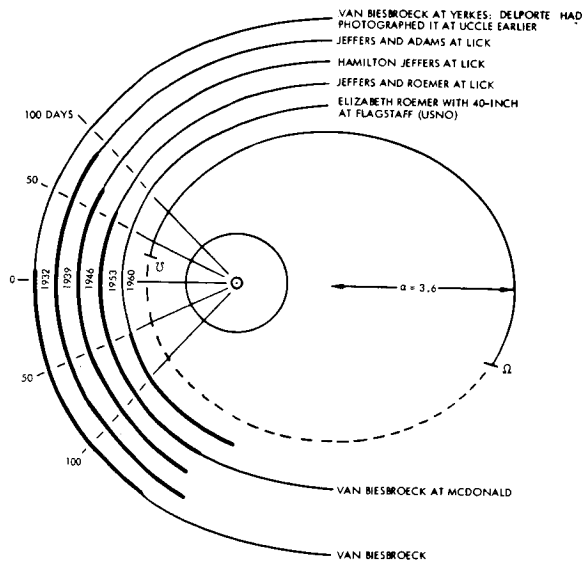 VAN BIESBROECK AT YERKES: DELPORTE HAD
PHOTOGRAPHED IT AT UCCLE EARLIER
JEFFERS AND ADAMS AT LICK
HAMILTON JEFFERS AT LICK
JEFFERS AND ROEMER AT LICK
ELIZABETH ROEMER WITH 40-INCH
AT FLAGSTAFF (USNO)
100 DAYS
50
0
1932
1939
1946
1953
1960
℧
a = 3.6
50
Ω
100
VAN BIESBROECK AT MCDONALD
VAN BIESBROECK